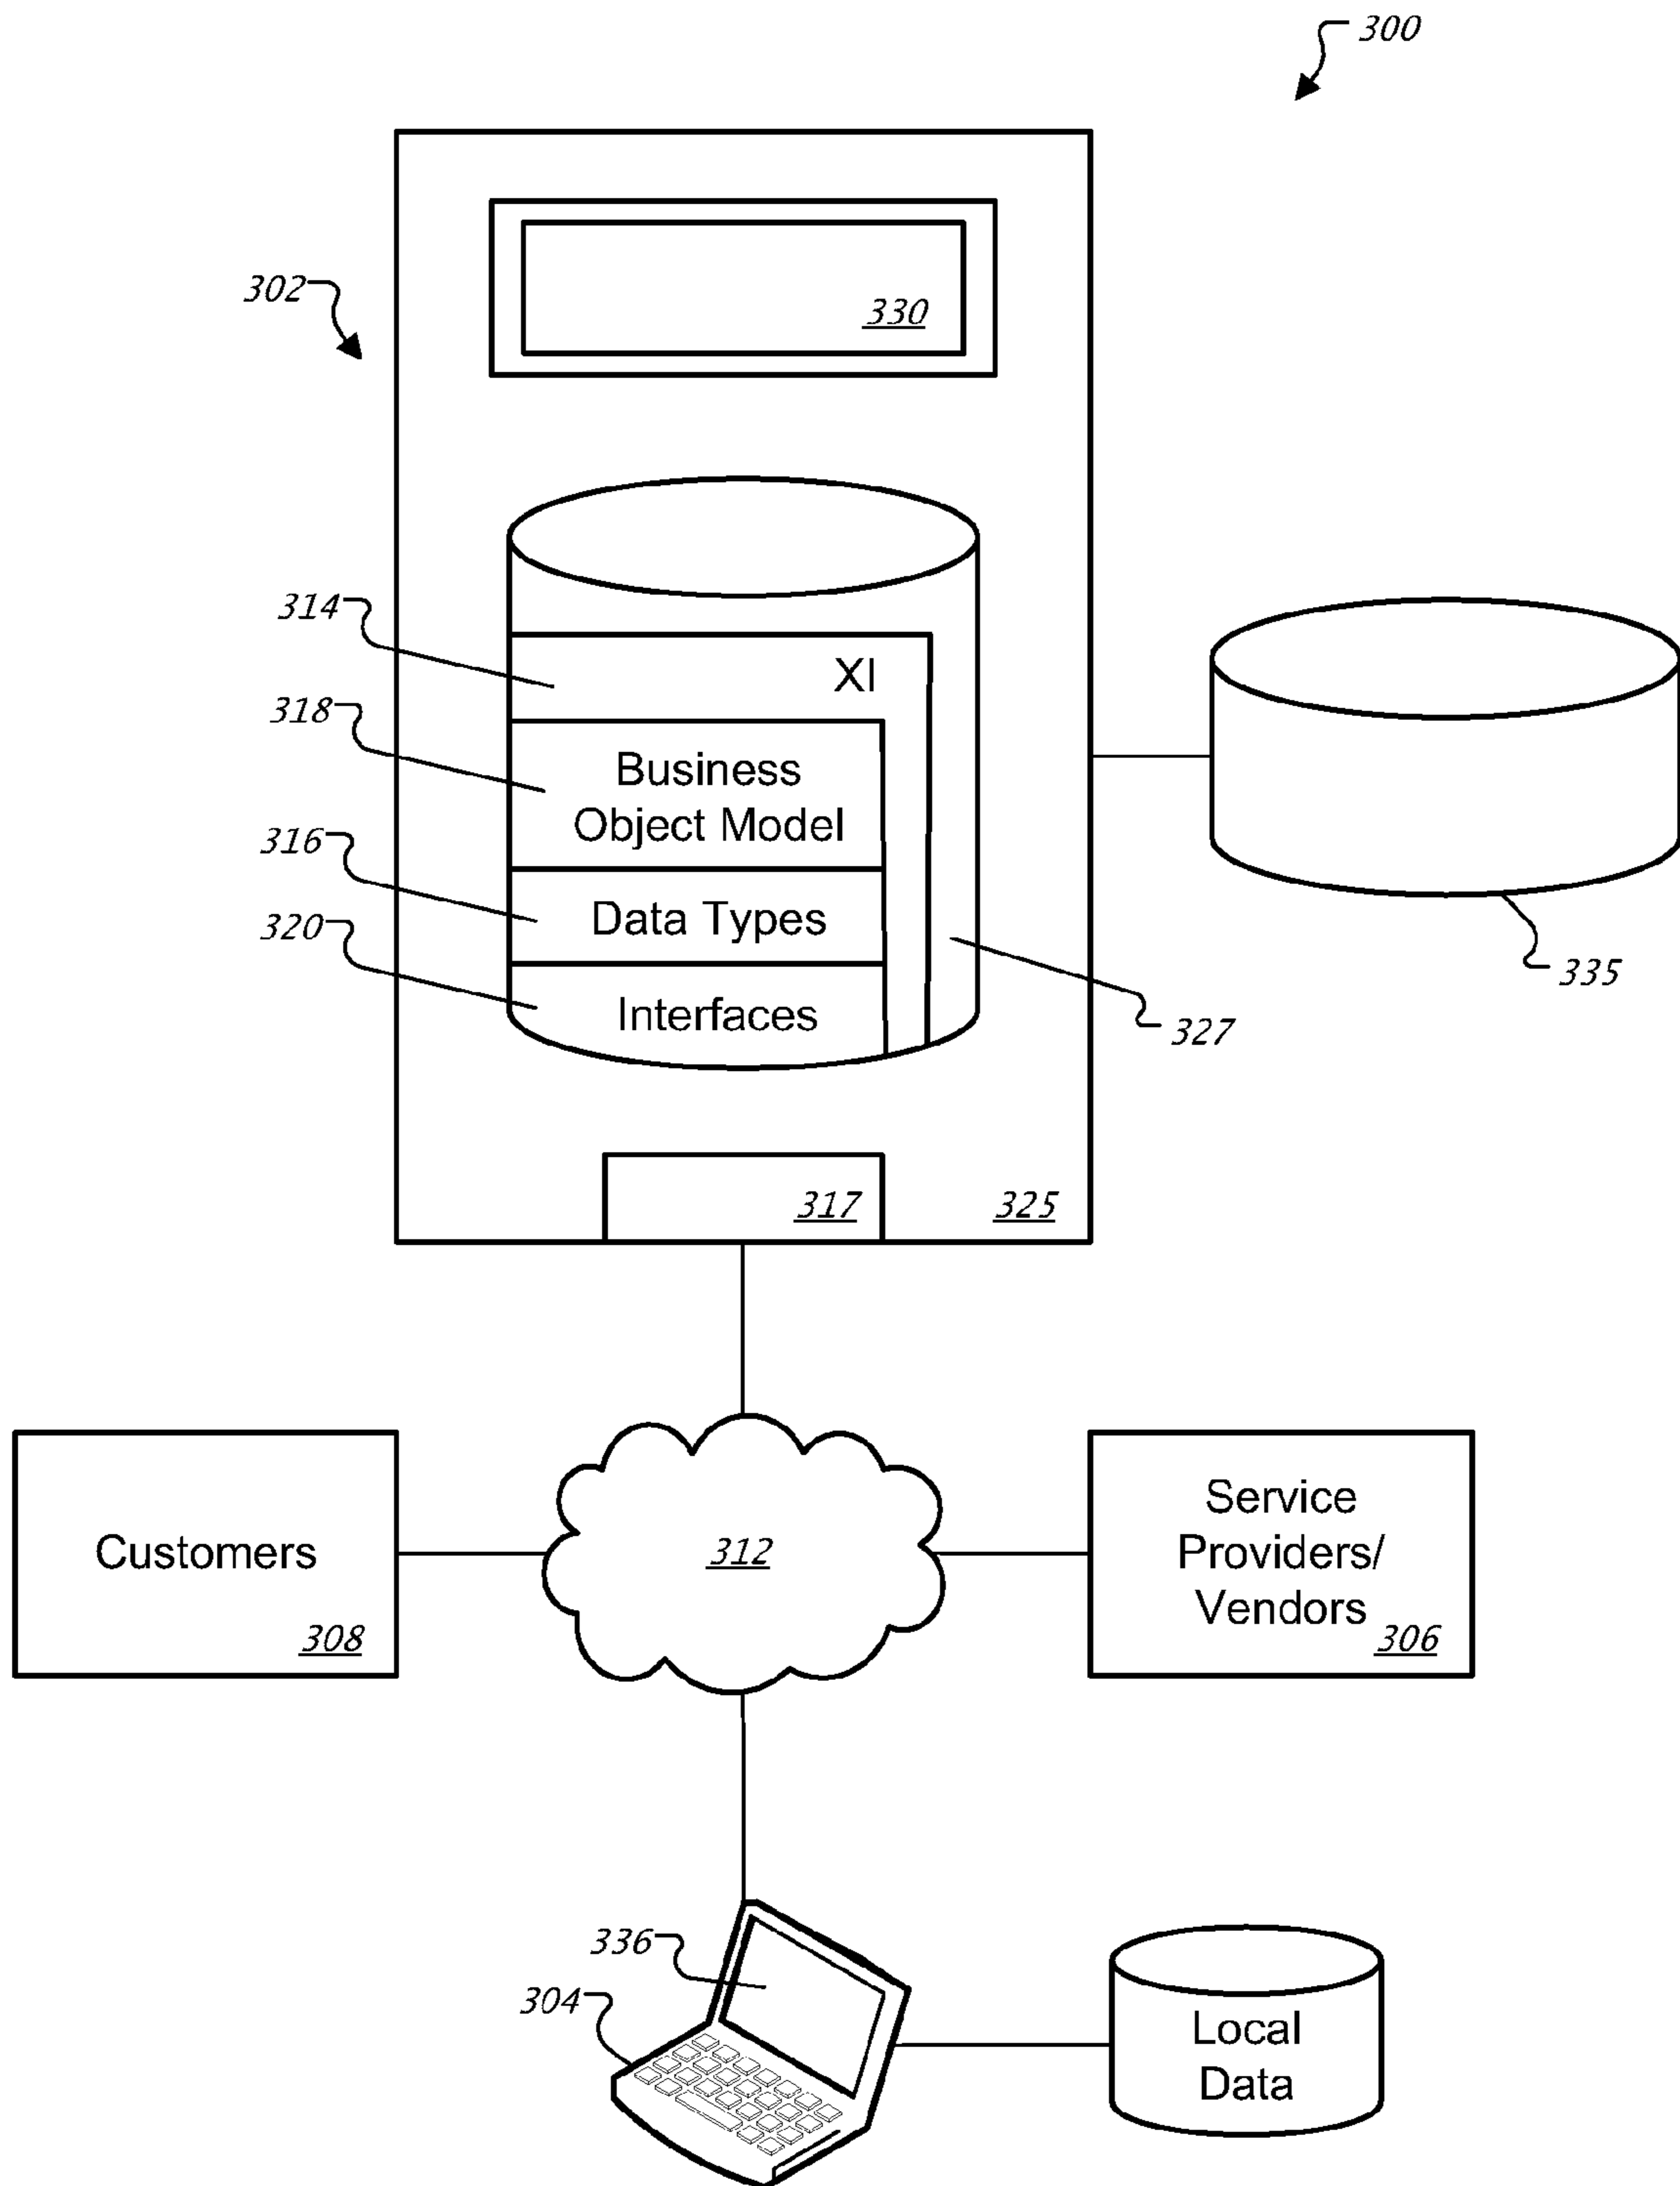 300
302
330
314
XI
318
Business
Object Model
316
Data Types
320
Interfaces
327
335
317
325
Customers
308
312
Service
Providers/
Vendors
306
336
304
Local
Data